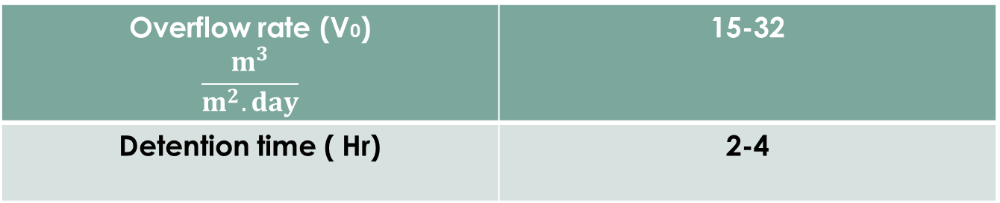 Overflow rate (V₀) 15-32
m³
m².day
Detention time ( Hr) 2-4